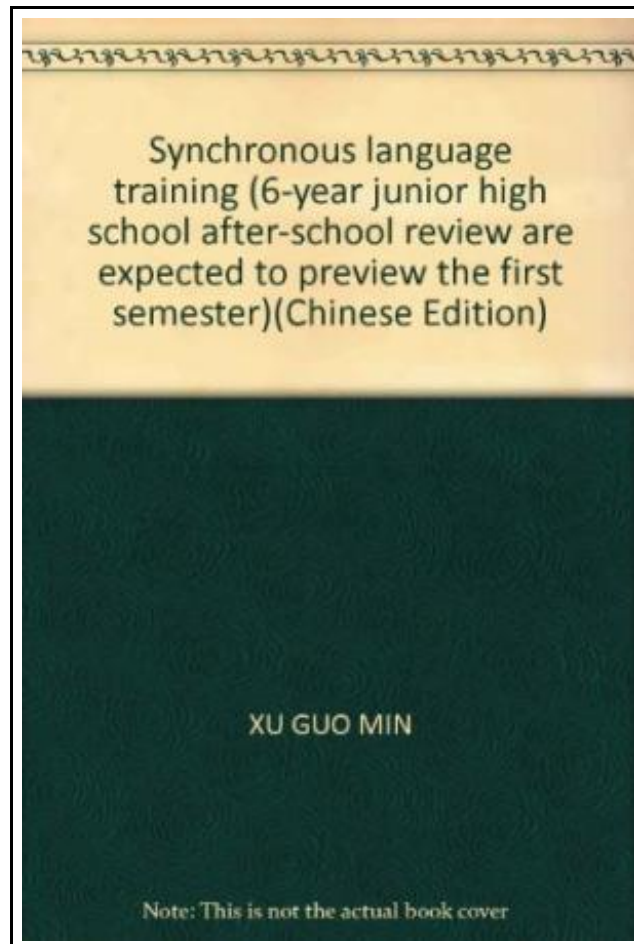 Synchronous language
training (6-year junior high
school after-school review are
expected to preview the first
semester)(Chinese Edition)
XU GUO MIN
Note: This is not the actual book cover